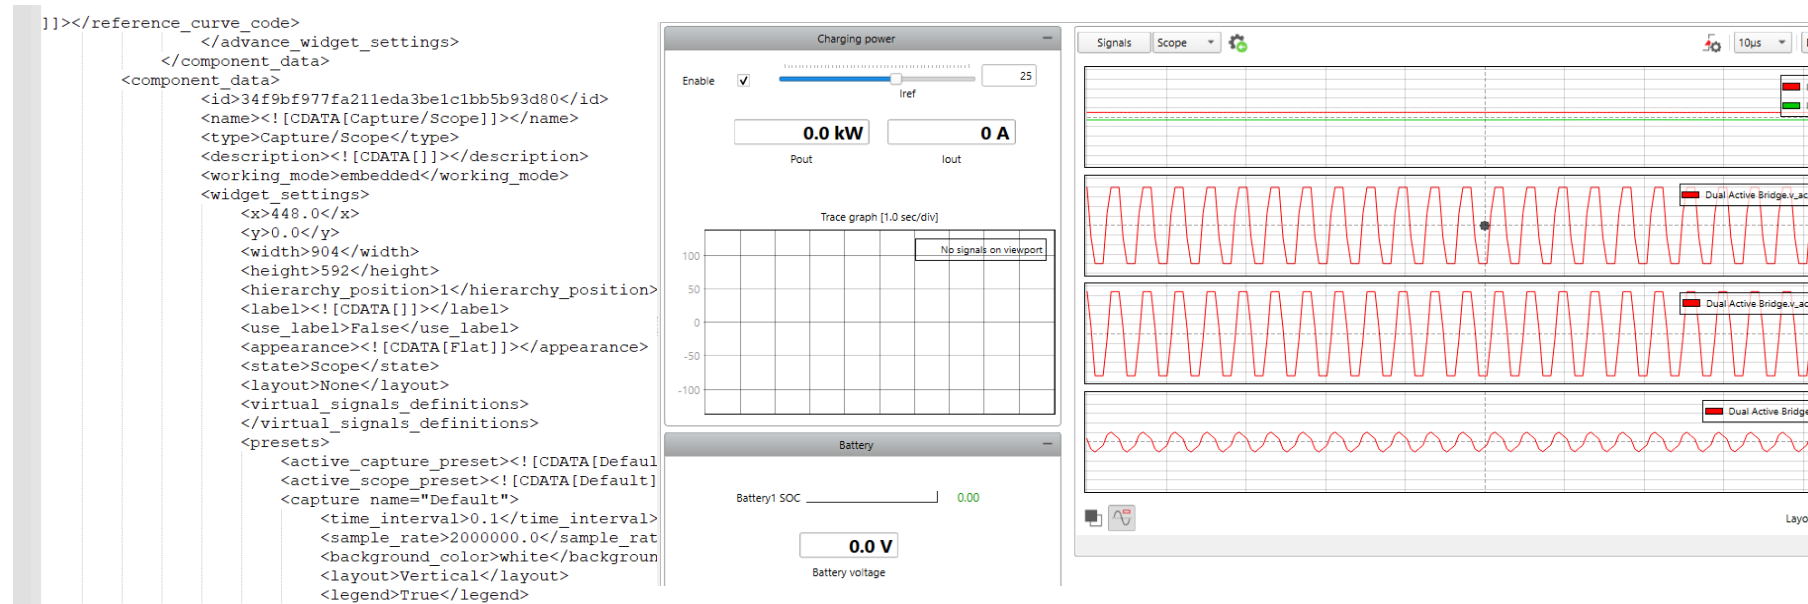 ]]></reference_curve_code>
</advance_widget_settings>
</component_data>
<component_data>
<id>34f9bf977fa211eda3be1c1bb5b93d80</id>
<name><![CDATA[Capture/Scope]]></name>
<type>Capture/Scope</type>
<description><![CDATA[]]></description>
<working_mode>embedded</working_mode>
<widget_settings>
<x>448.0</x>
<y>0.0</y>
<width>904</width>
<height>592</height>
<hierarchy_position>1</hierarchy_position>
<label><![CDATA[]]></label>
<use_label>False</use_label>
<appearance><![CDATA[Flat]]></appearance>
<state>Scope</state>
<layout>None</layout>
<virtual_signals_definitions>
</virtual_signals_definitions>
<presets>
<active_capture_preset><![CDATA[Defaul
<active_scope_preset><![CDATA[Default]
<capture name="Default">
<time_interval>0.1</time_interval>
<sample_rate>2000000.0</sample_rat
<background_color>white</backgroun
<layout>Vertical</layout>
<legend>True</legend>
Charging power
Enable
25
Iref
0.0 kW
0 A
Pout
Iout
Trace graph [1.0 sec/div]
No signals on viewport
100
50
0
-50
-100
Battery
Battery1 SOC
0.00
0.0 V
Battery voltage
Signals
Scope
10µs
Dual Active Bridge.v_ac
Dual Active Bridge.v_ac
Dual Active Bridge
Layo